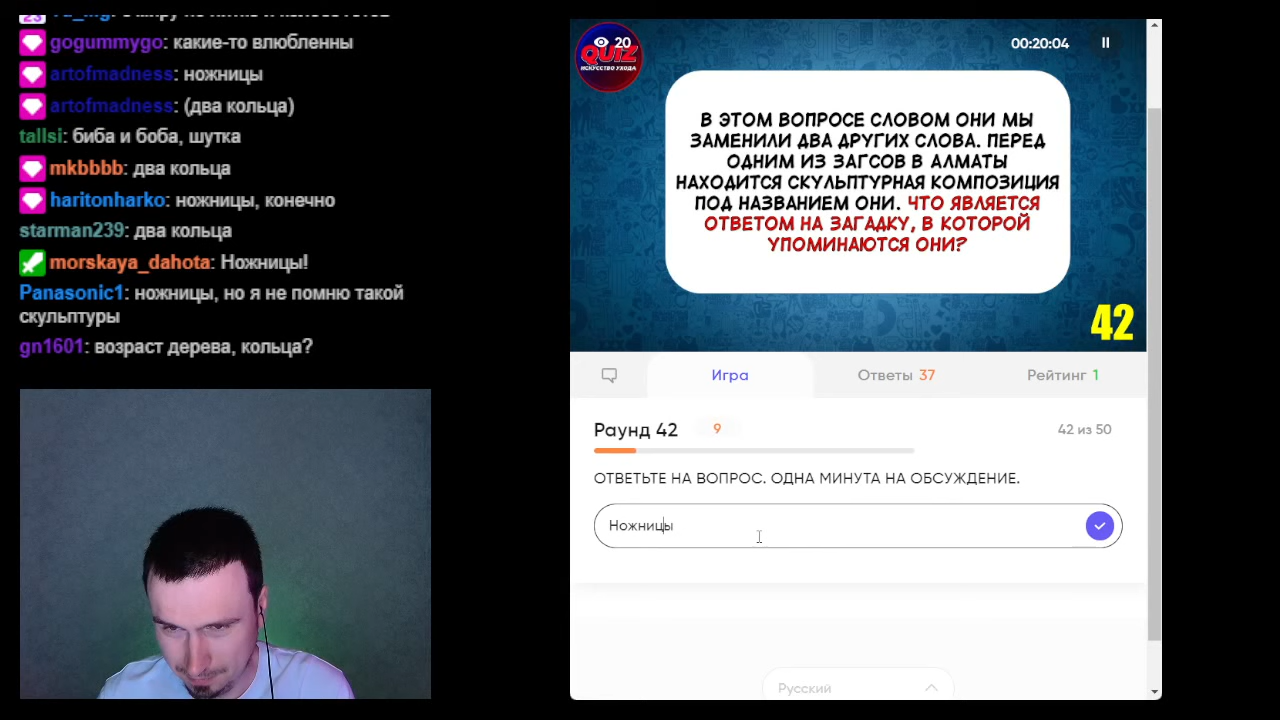 gogummygo: какие-то влюбленны
artofmadness: ножницы
artofmadness: (два кольца)
tallsi: биба и боба, шутка
mkbbbb: два кольца
haritonharko: ножницы, конечно
starman239: два кольца
morskaya_dahota: Ножницы!
Panasonic1: ножницы, но я не помню такой
скульптуры
gn1601: возраст дерева, кольца?
20
QUIZ
ИСКУССТВО УХОДА
00:20:04
В ЭТОМ ВОПРОСЕ СЛОВОМ ОНИ МЫ
ЗАМЕНИЛИ ДВА ДРУГИХ СЛОВА. ПЕРЕД
ОДНИМ ИЗ ЗАГСОВ В АЛМАТЫ
НАХОДИТСЯ СКУЛЬПТУРНАЯ КОМПОЗИЦИЯ
ПОД НАЗВАНИЕМ ОНИ. ЧТО ЯВЛЯЕТСЯ
ОТВЕТОМ НА ЗАГАДКУ, В КОТОРОЙ
УПОМИНАЮТСЯ ОНИ?
42
Игра
Ответы 37
Рейтинг 1
Раунд 42
9
42 из 50
ОТВЕТЬТЕ НА ВОПРОС. ОДНА МИНУТА НА ОБСУЖДЕНИЕ.
Ножницы
Русский